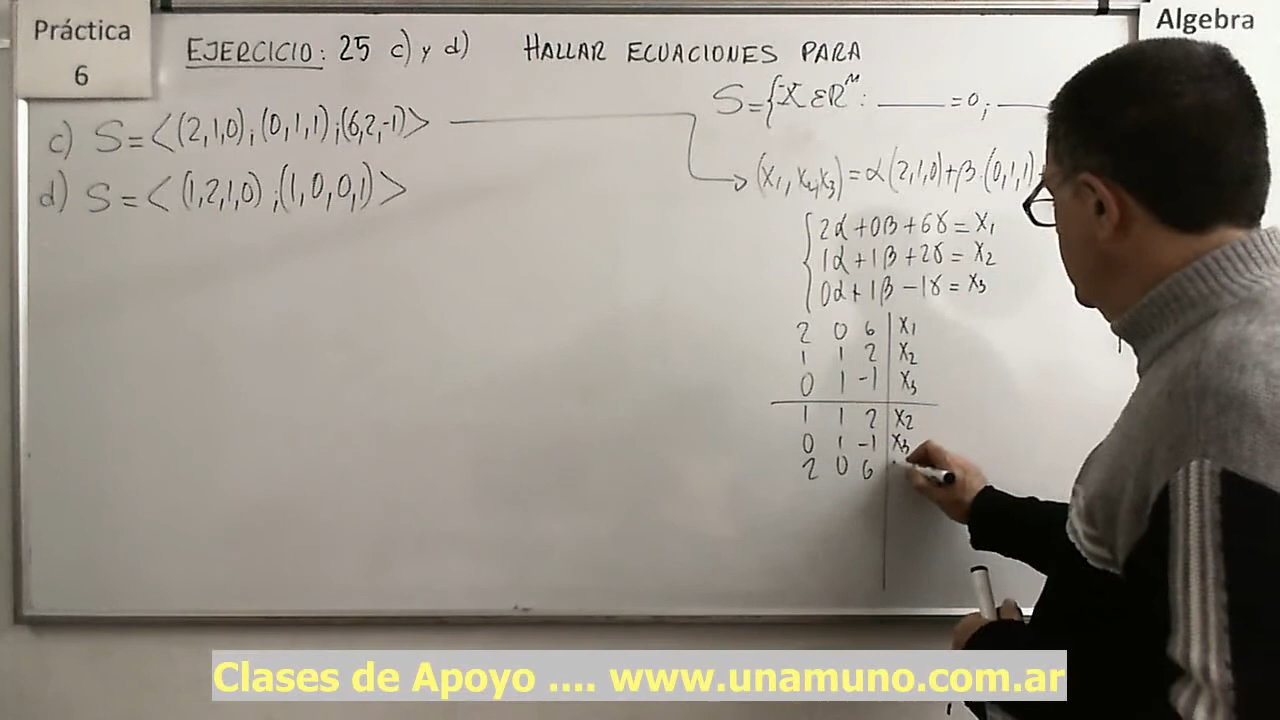 Práctica
6
Algebra
EJERCICIO: 25 c) y d) HALLAR ECUACIONES PARA
S={X εR^n: ____ =0; ____
c) S=<(2,1,0);(0,1,1);(6,2,-1)>
d) S=<(1,2,1,0);(1,0,0,1)>
(X1,X2,X3)=α(2,1,0)+β.(0,1,1)+
2α+0β+6γ=X1
1α+1β+2γ=X2
0α+1β-1γ=X3
2 0 6 | X1
1 1 2 | X2
0 1 -1 | X3
1 1 2 | X2
0 1 -1 | X3
2 0 6
Clases de Apoyo .... www.unamuno.com.ar